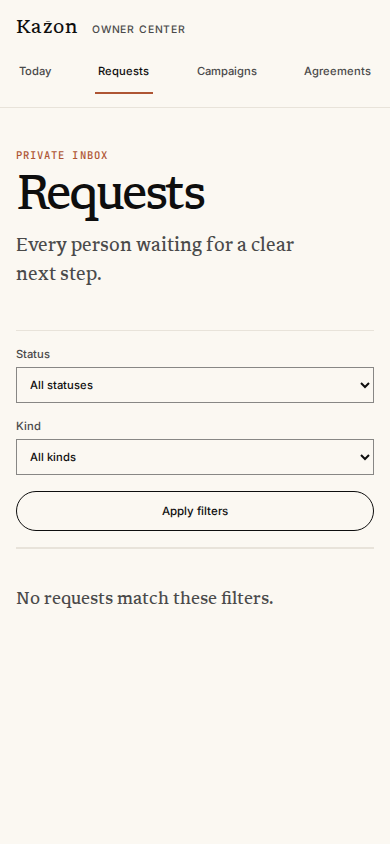 Kažon OWNER CENTER
Today Requests Campaigns Agreements
PRIVATE INBOX
Requests
Every person waiting for a clear
next step.
Status
All statuses
Kind
All kinds
Apply filters
No requests match these filters.